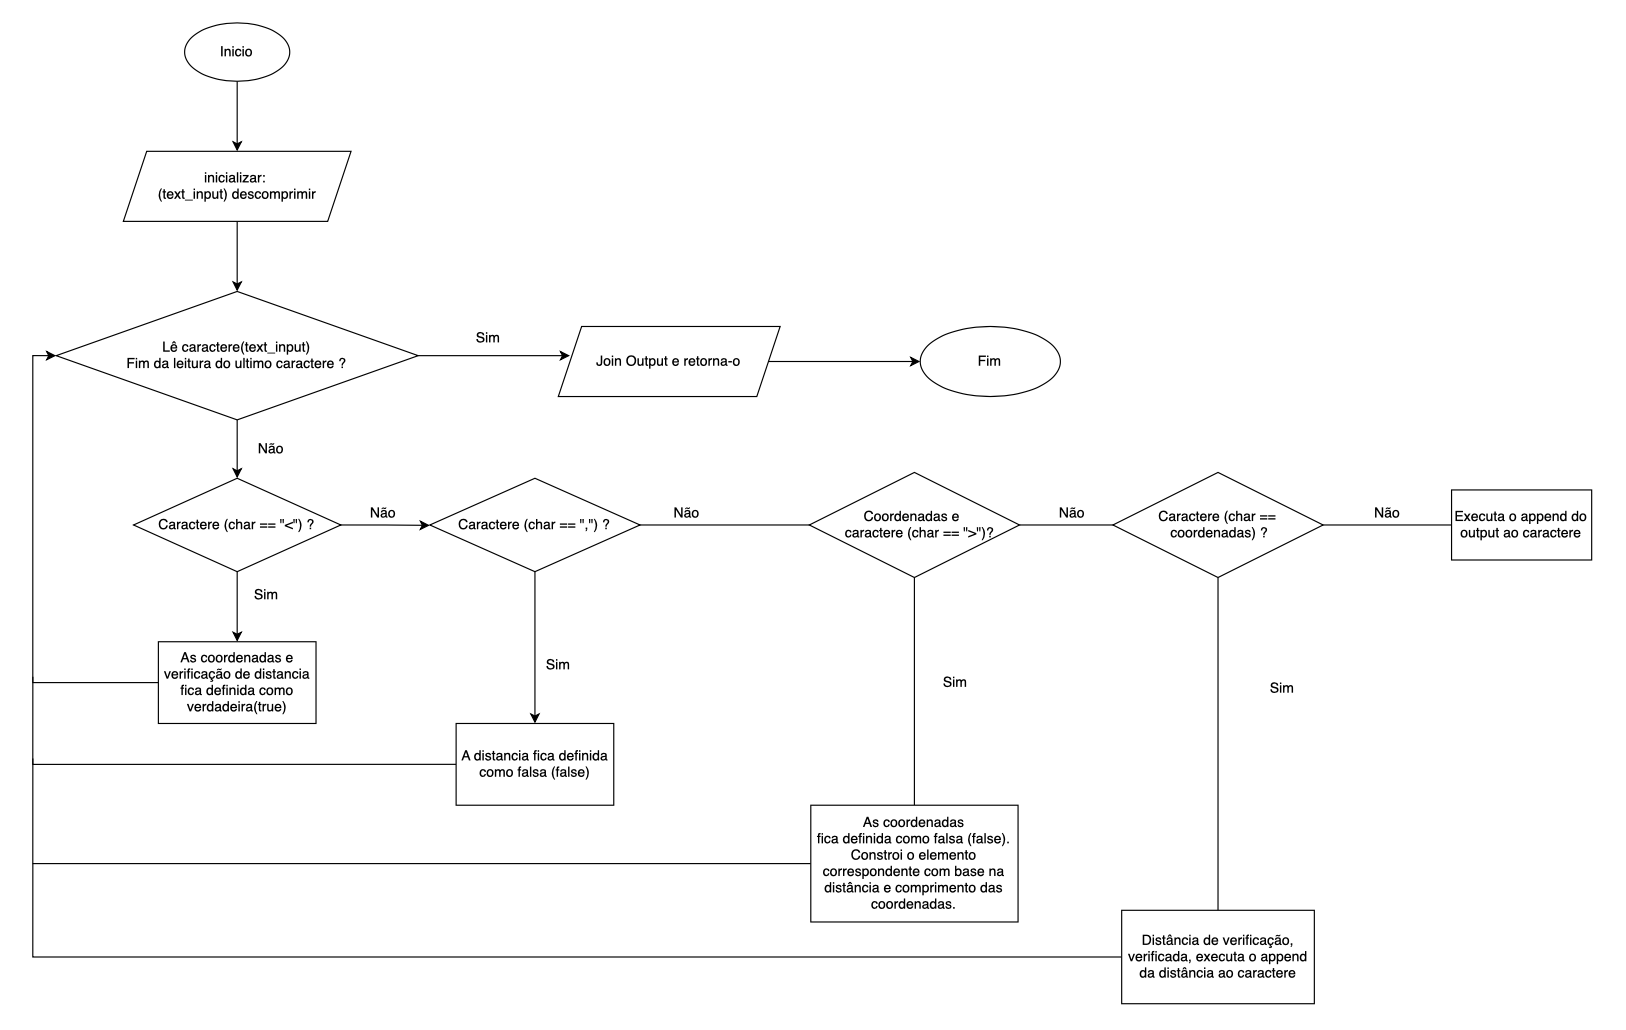 Inicio
inicializar:
(text_input) descomprimir
Lê caractere(text_input)
Fim da leitura do ultimo caractere ?
Sim
Join Output e retorna-o
Fim
Não
Caractere (char == "<") ?
Não
Caractere (char == ",") ?
Não
Coordenadas e
caractere (char == ">")?
Não
Caractere (char ==
coordenadas) ?
Não
Executa o append do
output ao caractere
Sim
As coordenadas e
verificação de distancia
fica definida como
verdadeira(true)
Sim
A distancia fica definida
como falsa (false)
Sim
As coordenadas
fica definida como falsa (false).
Constroi o elemento
correspondente com base na
distância e comprimento das
coordenadas.
Sim
Distância de verificação,
verificada, executa o append
da distância ao caractere